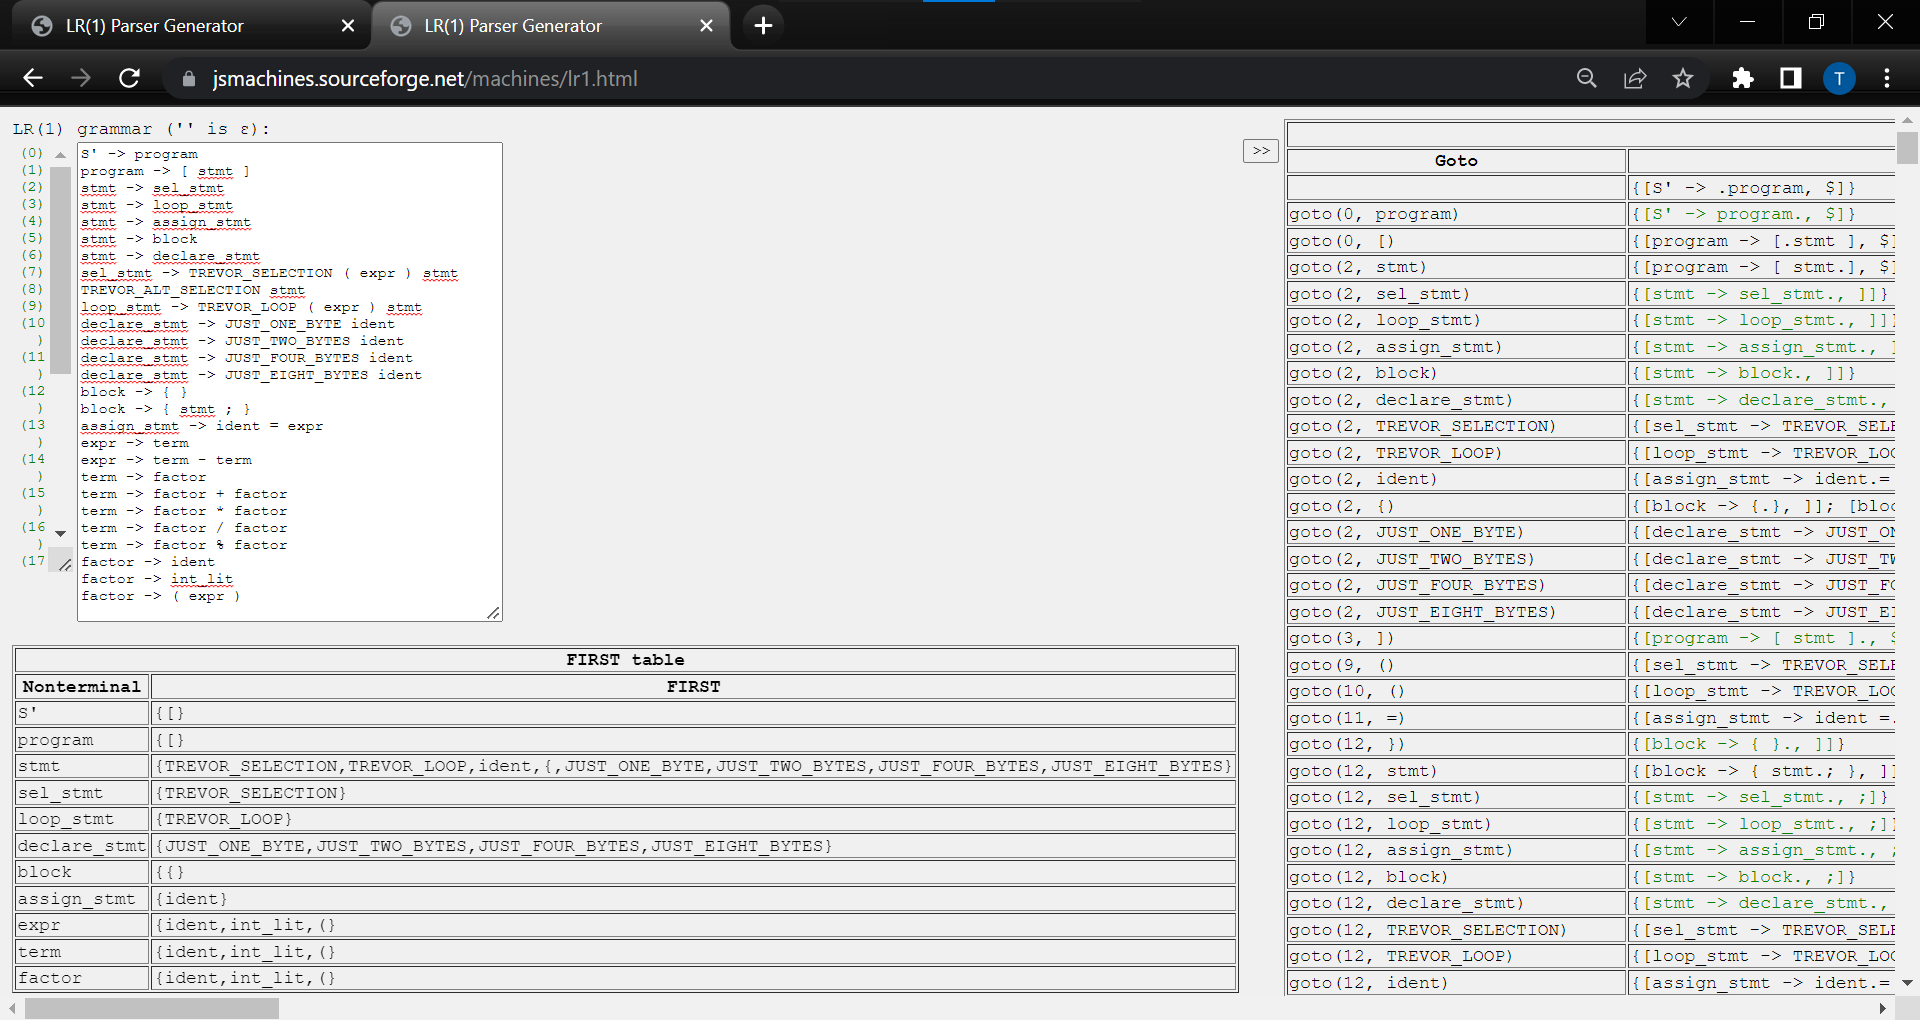 LR(1) Parser Generator
LR(1) Parser Generator
jsmachines.sourceforge.net/machines/lr1.html
T
LR(1) grammar ('' is ε):
(0)
(1)
(2)
(3)
(4)
(5)
(6)
(7)
(8)
(9)
(10
)
(11
)
(12
)
(13
)
(14
)
(15
)
(16
)
(17
S' -> program
program -> [ stmt ]
stmt -> sel_stmt
stmt -> loop_stmt
stmt -> assign_stmt
stmt -> block
stmt -> declare_stmt
sel_stmt -> TREVOR_SELECTION ( expr ) stmt
TREVOR_ALT_SELECTION stmt
loop_stmt -> TREVOR_LOOP ( expr ) stmt
declare_stmt -> JUST_ONE_BYTE ident
declare_stmt -> JUST_TWO_BYTES ident
declare_stmt -> JUST_FOUR_BYTES ident
declare_stmt -> JUST_EIGHT_BYTES ident
block -> { }
block -> { stmt ; }
assign_stmt -> ident = expr
expr -> term
expr -> term - term
term -> factor
term -> factor + factor
term -> factor * factor
term -> factor / factor
term -> factor % factor
factor -> ident
factor -> int_lit
factor -> ( expr )
>>
FIRST table
Nonterminal FIRST
S' {[}
program {[}
stmt {TREVOR_SELECTION,TREVOR_LOOP,ident,{,JUST_ONE_BYTE,JUST_TWO_BYTES,JUST_FOUR_BYTES,JUST_EIGHT_BYTES}
sel_stmt {TREVOR_SELECTION}
loop_stmt {TREVOR_LOOP}
declare_stmt {JUST_ONE_BYTE,JUST_TWO_BYTES,JUST_FOUR_BYTES,JUST_EIGHT_BYTES}
block {{}
assign_stmt {ident}
expr {ident,int_lit,(}
term {ident,int_lit,(}
factor {ident,int_lit,(}
Goto
{[S' -> .program, $]}
goto(0, program) {[S' -> program., $]}
goto(0, [) {[program -> [.stmt ], $]
goto(2, stmt) {[program -> [ stmt.], $]
goto(2, sel_stmt) {[stmt -> sel_stmt., ]]}
goto(2, loop_stmt) {[stmt -> loop_stmt., ]]}
goto(2, assign_stmt) {[stmt -> assign_stmt., ]
goto(2, block) {[stmt -> block., ]]}
goto(2, declare_stmt) {[stmt -> declare_stmt.,
goto(2, TREVOR_SELECTION) {[sel_stmt -> TREVOR_SELE
goto(2, TREVOR_LOOP) {[loop_stmt -> TREVOR_LOO
goto(2, ident) {[assign_stmt -> ident.=
goto(2, {) {[block -> {.}, ]]; [bloc
goto(2, JUST_ONE_BYTE) {[declare_stmt -> JUST_ON
goto(2, JUST_TWO_BYTES) {[declare_stmt -> JUST_TW
goto(2, JUST_FOUR_BYTES) {[declare_stmt -> JUST_FO
goto(2, JUST_EIGHT_BYTES) {[declare_stmt -> JUST_EI
goto(3, ]) {[program -> [ stmt ]., $
goto(9, () {[sel_stmt -> TREVOR_SELE
goto(10, () {[loop_stmt -> TREVOR_LOO
goto(11, =) {[assign_stmt -> ident =.
goto(12, }) {[block -> { }., ]]}
goto(12, stmt) {[block -> { stmt.; }, ]]
goto(12, sel_stmt) {[stmt -> sel_stmt., ;]}
goto(12, loop_stmt) {[stmt -> loop_stmt., ;]}
goto(12, assign_stmt) {[stmt -> assign_stmt., ;
goto(12, block) {[stmt -> block., ;]}
goto(12, declare_stmt) {[stmt -> declare_stmt.,
goto(12, TREVOR_SELECTION) {[sel_stmt -> TREVOR_SELE
goto(12, TREVOR_LOOP) {[loop_stmt -> TREVOR_LOO
goto(12, ident) {[assign_stmt -> ident.=